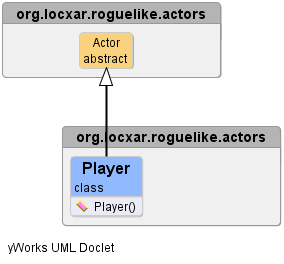 org.locxar.roguelike.actors
Actor
abstract
org.locxar.roguelike.actors
Player
class
Player()
yWorks UML Doclet